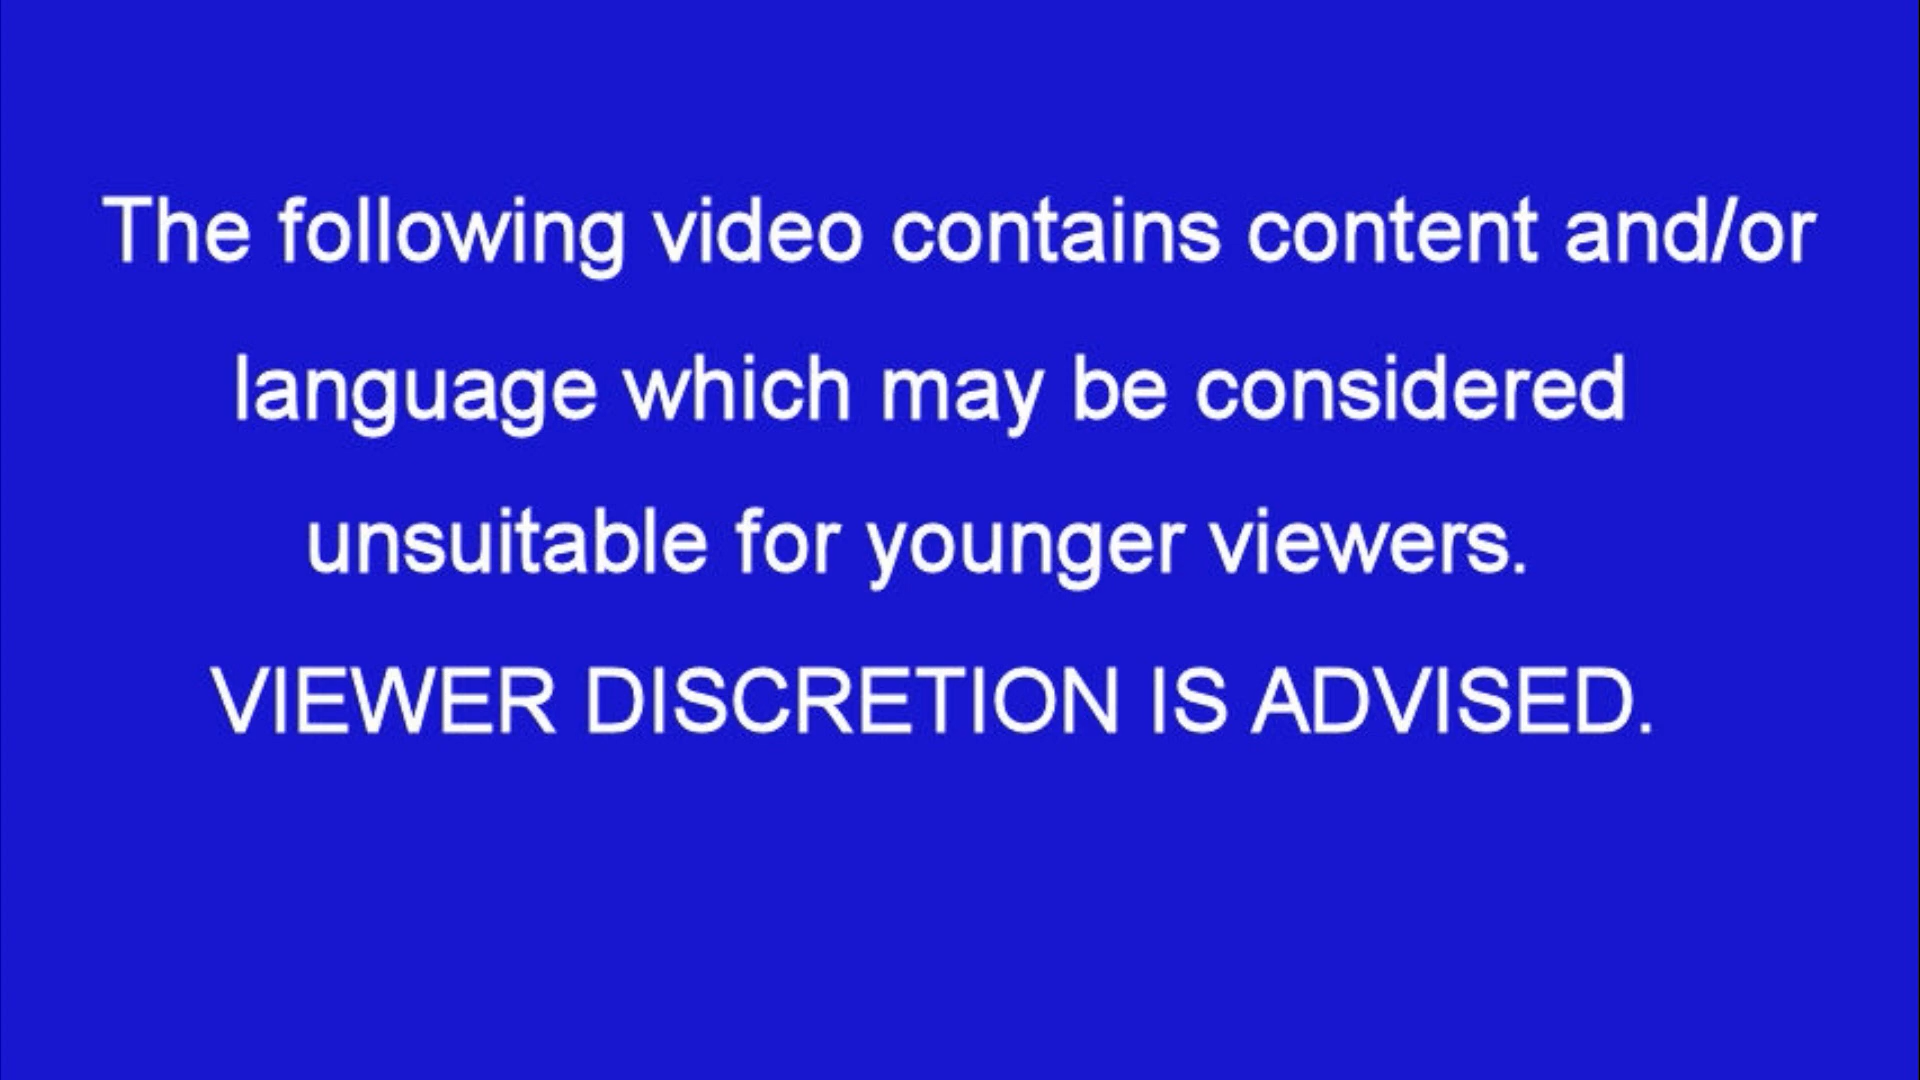 The following video contains content and/or
language which may be considered
unsuitable for younger viewers.
VIEWER DISCRETION IS ADVISED.